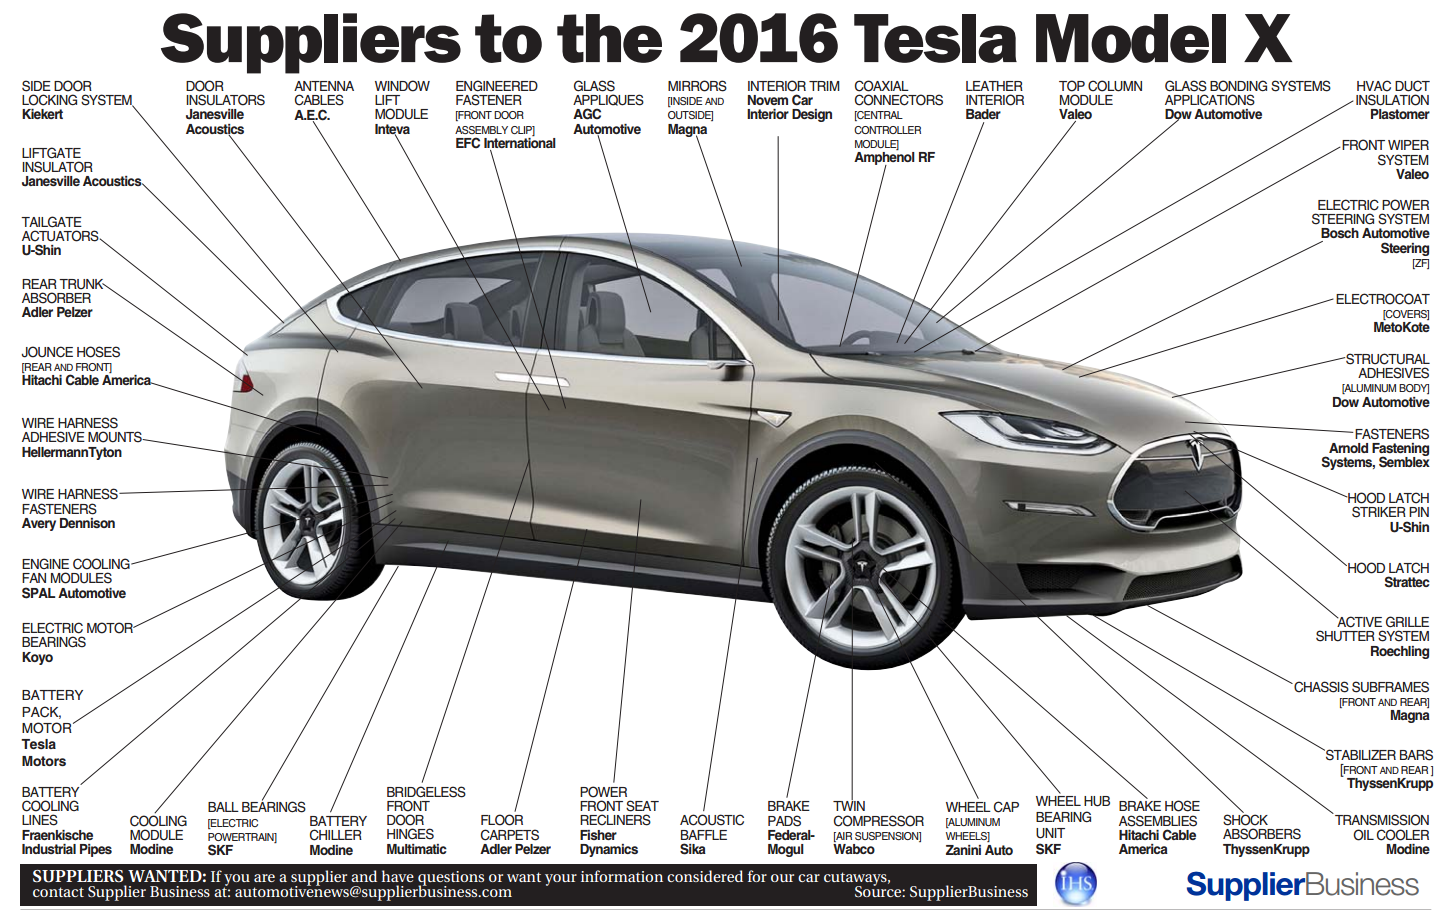 Suppliers to the 2016 Tesla Model X
SIDE DOOR
LOCKING SYSTEM
Kiekert
DOOR
INSULATORS
Janesville
Acoustics
ANTENNA
CABLES
A.E.C.
WINDOW
LIFT
MODULE
Inteva
ENGINEERED
FASTENER
[FRONT DOOR
ASSEMBLY CLIP]
EFC International
GLASS
APPLIQUES
AGC
Automotive
MIRRORS
[INSIDE AND
OUTSIDE]
Magna
INTERIOR TRIM
Novem Car
Interior Design
COAXIAL
CONNECTORS
[CENTRAL
CONTROLLER
MODULE]
Amphenol RF
LEATHER
INTERIOR
Bader
TOP COLUMN
MODULE
Valeo
GLASS BONDING SYSTEMS
APPLICATIONS
Dow Automotive
HVAC DUCT
INSULATION
Plastomer
LIFTGATE
INSULATOR
Janesville Acoustics
TAILGATE
ACTUATORS
U-Shin
REAR TRUNK
ABSORBER
Adler Pelzer
JOUNCE HOSES
[REAR AND FRONT]
Hitachi Cable America
WIRE HARNESS
ADHESIVE MOUNTS
HellermannTyton
WIRE HARNESS
FASTENERS
Avery Dennison
ENGINE COOLING
FAN MODULES
SPAL Automotive
ELECTRIC MOTOR
BEARINGS
Koyo
BATTERY
PACK,
MOTOR
Tesla
Motors
FRONT WIPER
SYSTEM
Valeo
ELECTRIC POWER
STEERING SYSTEM
Bosch Automotive
Steering
[ZF]
ELECTROCOAT
[COVERS]
MetoKote
STRUCTURAL
ADHESIVES
[ALUMINUM BODY]
Dow Automotive
FASTENERS
Arnold Fastening
Systems, Semblex
HOOD LATCH
STRIKER PIN
U-Shin
HOOD LATCH
Strattec
ACTIVE GRILLE
SHUTTER SYSTEM
Roechling
CHASSIS SUBFRAMES
[FRONT AND REAR]
Magna
STABILIZER BARS
[FRONT AND REAR ]
ThyssenKrupp
BATTERY
COOLING
LINES
Fraenkische
Industrial Pipes
COOLING
MODULE
Modine
BALL BEARINGS
[ELECTRIC
POWERTRAIN]
SKF
BATTERY
CHILLER
Modine
BRIDGELESS
FRONT
DOOR
HINGES
Multimatic
FLOOR
CARPETS
Adler Pelzer
POWER
FRONT SEAT
RECLINERS
Fisher
Dynamics
ACOUSTIC
BAFFLE
Sika
BRAKE
PADS
Federal-
Mogul
TWIN
COMPRESSOR
[AIR SUSPENSION]
Wabco
WHEEL CAP
[ALUMINUM
WHEELS]
Zanini Auto
WHEEL HUB
BEARING
UNIT
SKF
BRAKE HOSE
ASSEMBLIES
Hitachi Cable
America
SHOCK
ABSORBERS
ThyssenKrupp
TRANSMISSION
OIL COOLER
Modine
SUPPLIERS WANTED: If you are a supplier and have questions or want your information considered for our car cutaways,
contact Supplier Business at: automotivenews@supplierbusiness.com
Source: SupplierBusiness
IHS
SupplierBusiness